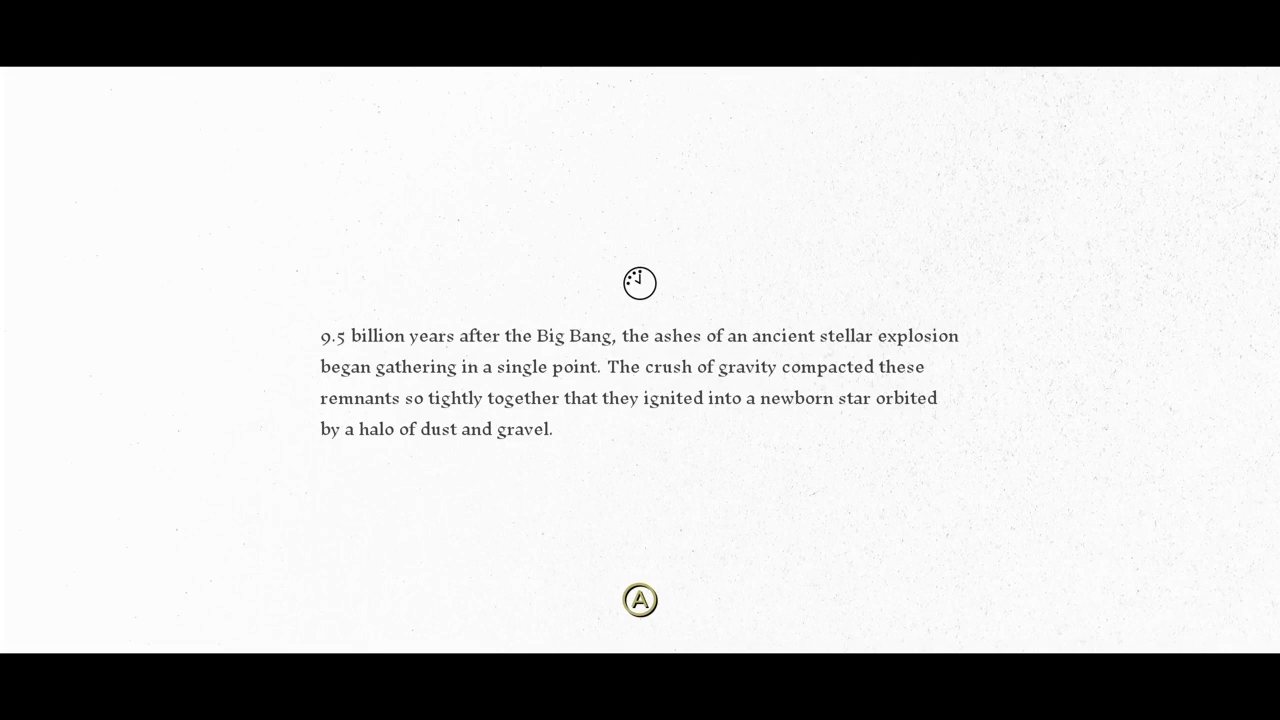 9.5 billion years after the Big Bang, the ashes of an ancient stellar explosion
began gathering in a single point. The crush of gravity compacted these
remnants so tightly together that they ignited into a newborn star orbited
by a halo of dust and gravel.
A